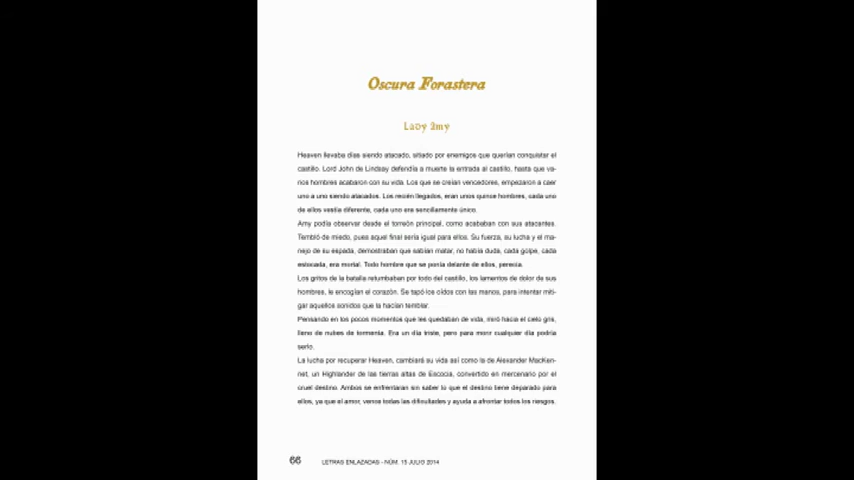 Oscura Forastera
Lady Amy
Heaven llevaba días siendo atacado, sitiado por enemigos que querían conquistar el
castillo. Lord John de Lindsay defendía a muerte la entrada al castillo, hasta que va-
rios hombres acabaron con su vida. Los que se creían vencedores, empezaron a caer
uno a uno siendo atacados. Los recién llegados, eran unos quince hombres, cada uno
de ellos vestía diferente, cada uno era sencillamente único.
Amy podía observar desde el torreón principal, como acababan con sus atacantes.
Tembló de miedo, pues aquel final sería igual para ellos. Su fuerza, su lucha y el ma-
nejo de su espada, demostraban que sabían matar, no había duda, cada golpe, cada
estocada, era mortal. Todo hombre que se ponía delante de ellos, perecía.
Los gritos de la batalla retumbaban por todo del castillo, los lamentos de dolor de sus
hombres, le encogían el corazón. Se tapó los oídos con las manos, para intentar miti-
gar aquellos sonidos que la hacían temblar.
Pensando en los pocos momentos que les quedaban de vida, miró hacia el cielo gris,
lleno de nubes de tormenta. Era un día triste, pero para morir cualquier día podría
serlo.
La lucha por recuperar Heaven, cambiará su vida así como la de Alexander MacKen-
net, un Highlander de las tierras altas de Escocia, convertido en mercenario por el
cruel destino. Ambos se enfrentaran sin saber lo que el destino tiene deparado para
ellos, ya que el amor, vence todas las dificultades y ayuda a afrontar todos los riesgos.
66 LETRAS ENLAZADAS - NÚM. 15 JULIO 2014